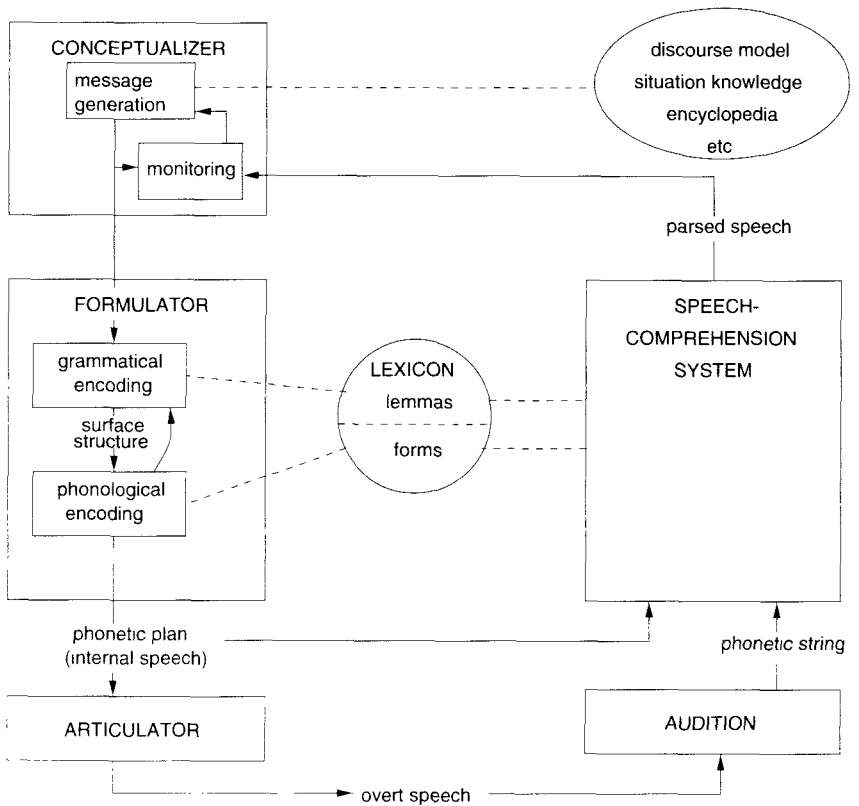 CONCEPTUALIZER
message
generation
monitoring
discourse model
situation knowledge
encyclopedia
etc
parsed speech
FORMULATOR
grammatical
encoding
surface
structure
phonological
encoding
LEXICON
lemmas
forms
SPEECH-
COMPREHENSION
SYSTEM
phonetic plan
(internal speech)
phonetic string
ARTICULATOR
AUDITION
overt speech